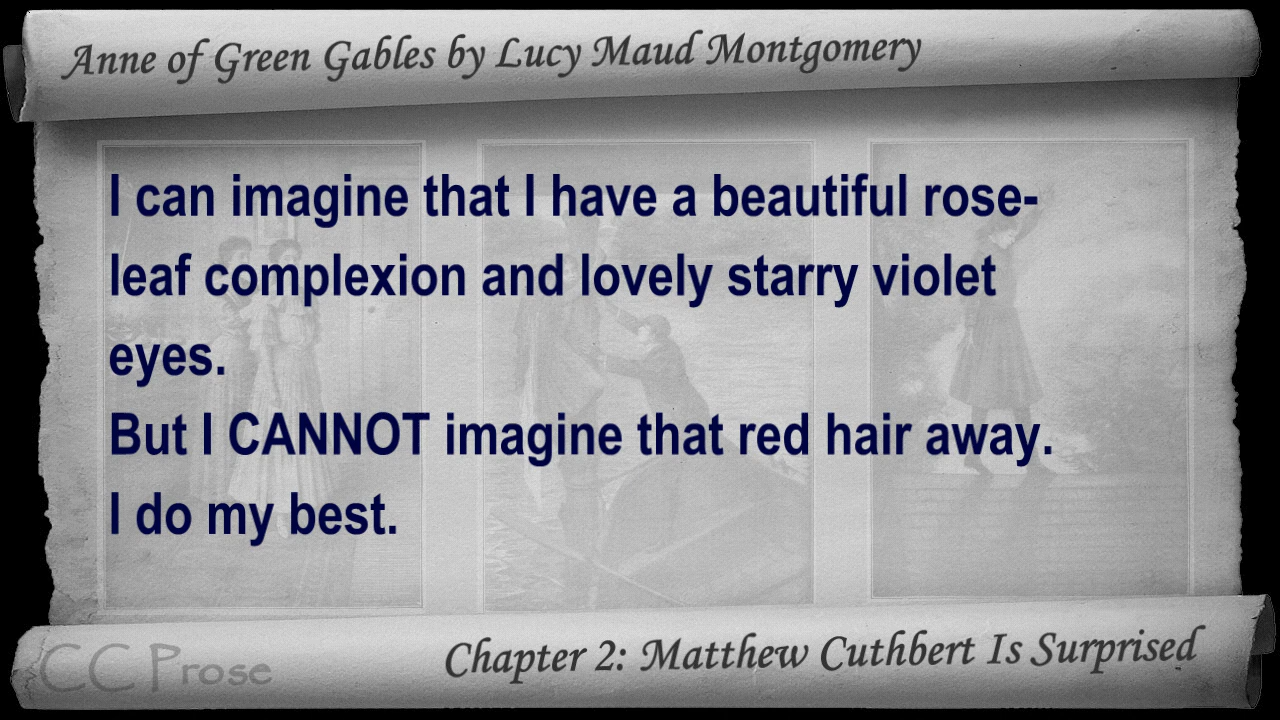 Anne of Green Gables by Lucy Maud Montgomery
I can imagine that I have a beautiful rose-
leaf complexion and lovely starry violet
eyes.
But I CANNOT imagine that red hair away.
I do my best.
CC Prose
Chapter 2: Matthew Cuthbert Is Surprised